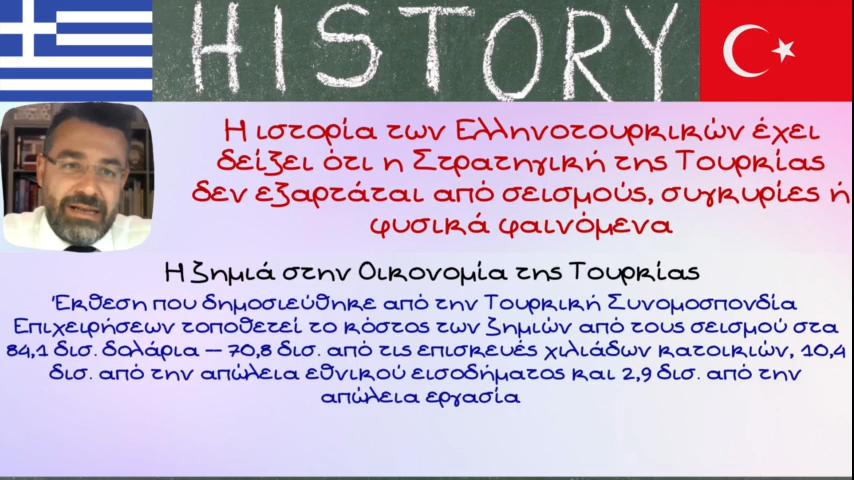 HISTORY
Η ιστορία των Ελληνοτουρκικών έχει
δείξει ότι η Στρατηγική της Τουρκίας
δεν εξαρτάται από σεισμούς, συγκυρίες ή
φυσικά φαινόμενα
Η ζημιά στην Οικονομία της Τουρκίας
Έκθεση που δημοσιεύθηκε από την Τουρκική Συνομοσπονδία
Επιχειρήσεων τοποθετεί το κόστος των ζημιών από τους σεισμού στα
84,1 δισ. δολάρια – 70,8 δισ. από τις επισκευές χιλιάδων κατοικιών, 10,4
δισ. από την απώλεια εθνικού εισοδήματος και 2,9 δισ. από την
απώλεια εργασία